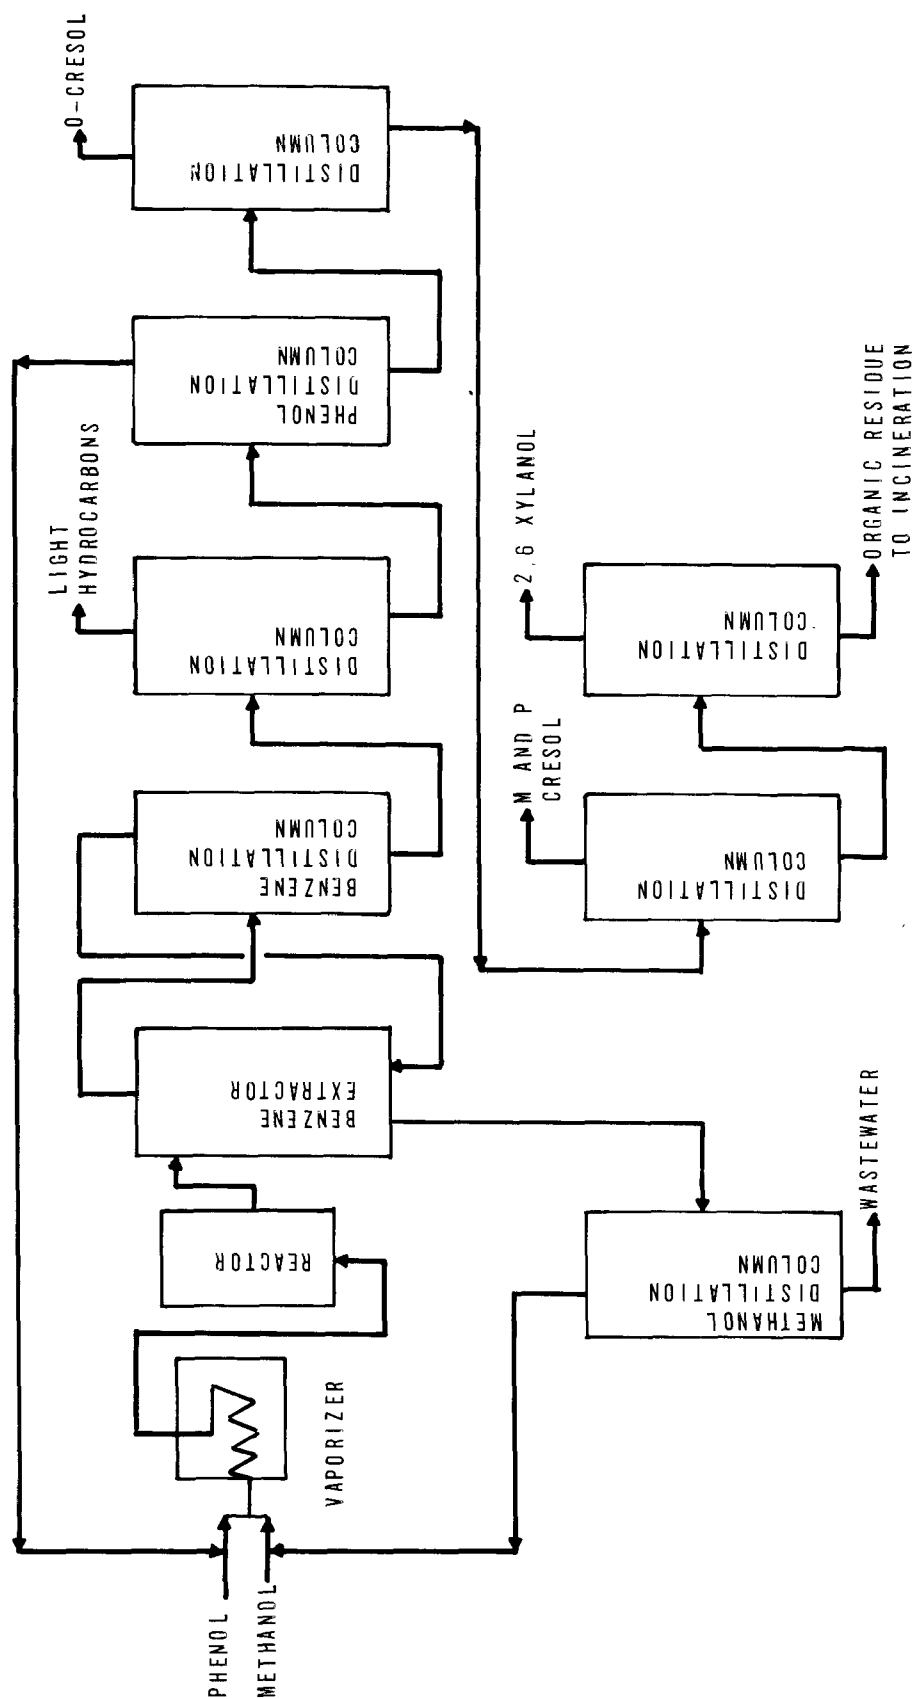 PHENOL
METHANOL
VAPORIZER
REACTOR
BENZENE
EXTRACTOR
BENZENE
DISTILLATION
COLUMN
LIGHT
HYDROCARBONS
DISTILLATION
COLUMN
PHENOL
DISTILLATION
COLUMN
O-CRESOL
DISTILLATION
COLUMN
METHANOL
DISTILLATION
COLUMN
WASTEWATER
M AND P
CRESOL
DISTILLATION
COLUMN
2,6 XYLANOL
DISTILLATION
COLUMN
ORGANIC RESIDUE
TO INCINERATION